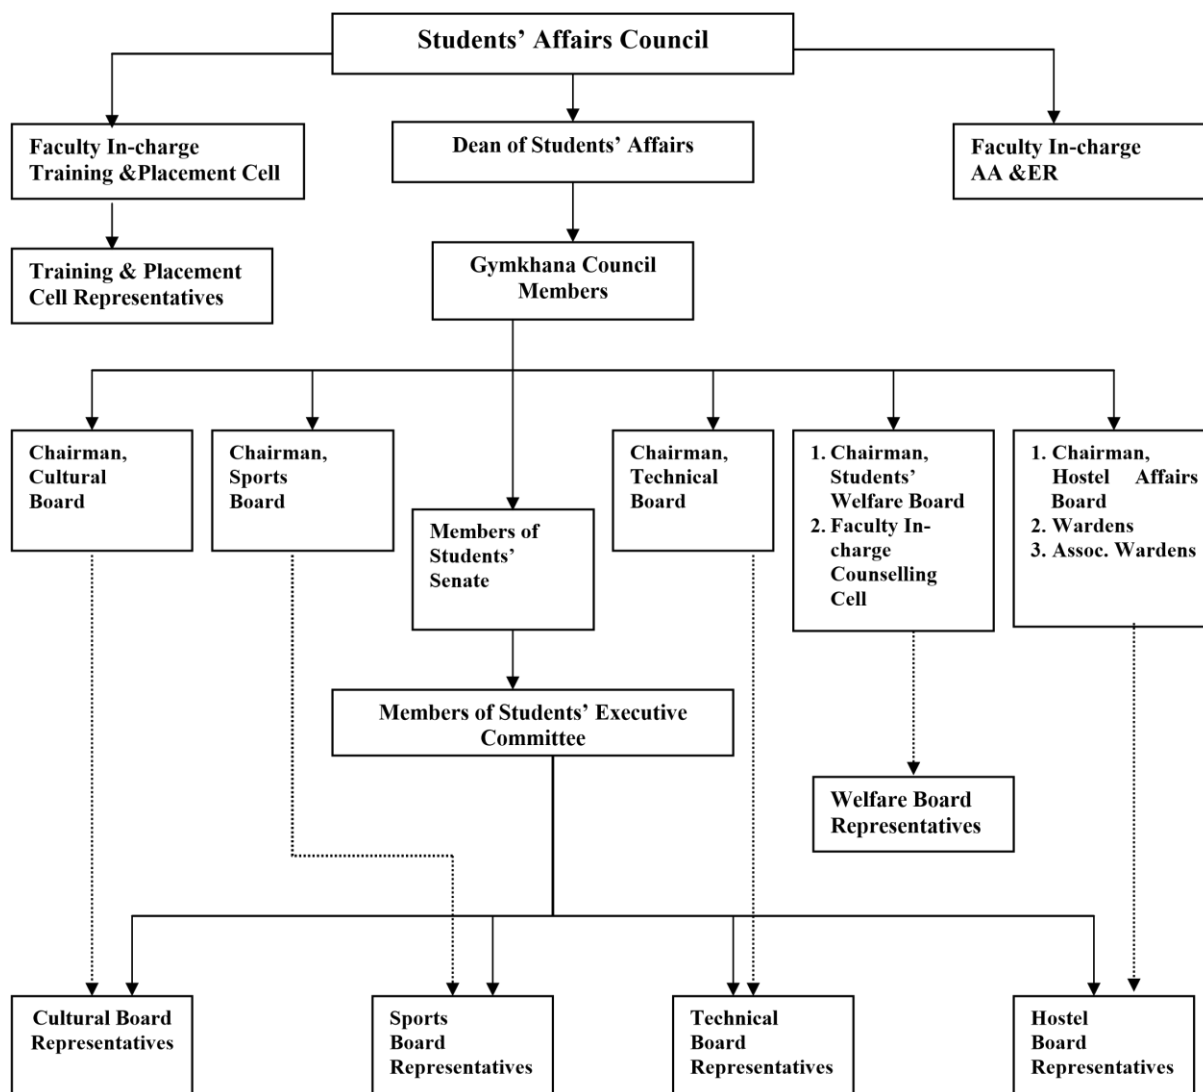 Students’ Affairs Council
Faculty In-charge
Training &Placement Cell
Dean of Students’ Affairs
Faculty In-charge
AA &ER
Training & Placement
Cell Representatives
Gymkhana Council
Members
Chairman,
Cultural
Board
Chairman,
Sports
Board
Members of
Students’
Senate
Chairman,
Technical
Board
1. Chairman,
Students’
Welfare Board
2. Faculty In-
charge
Counselling
Cell
1. Chairman,
Hostel Affairs
Board
2. Wardens
3. Assoc. Wardens
Members of Students’ Executive
Committee
Welfare Board
Representatives
Cultural Board
Representatives
Sports
Board
Representatives
Technical
Board
Representatives
Hostel
Board
Representatives